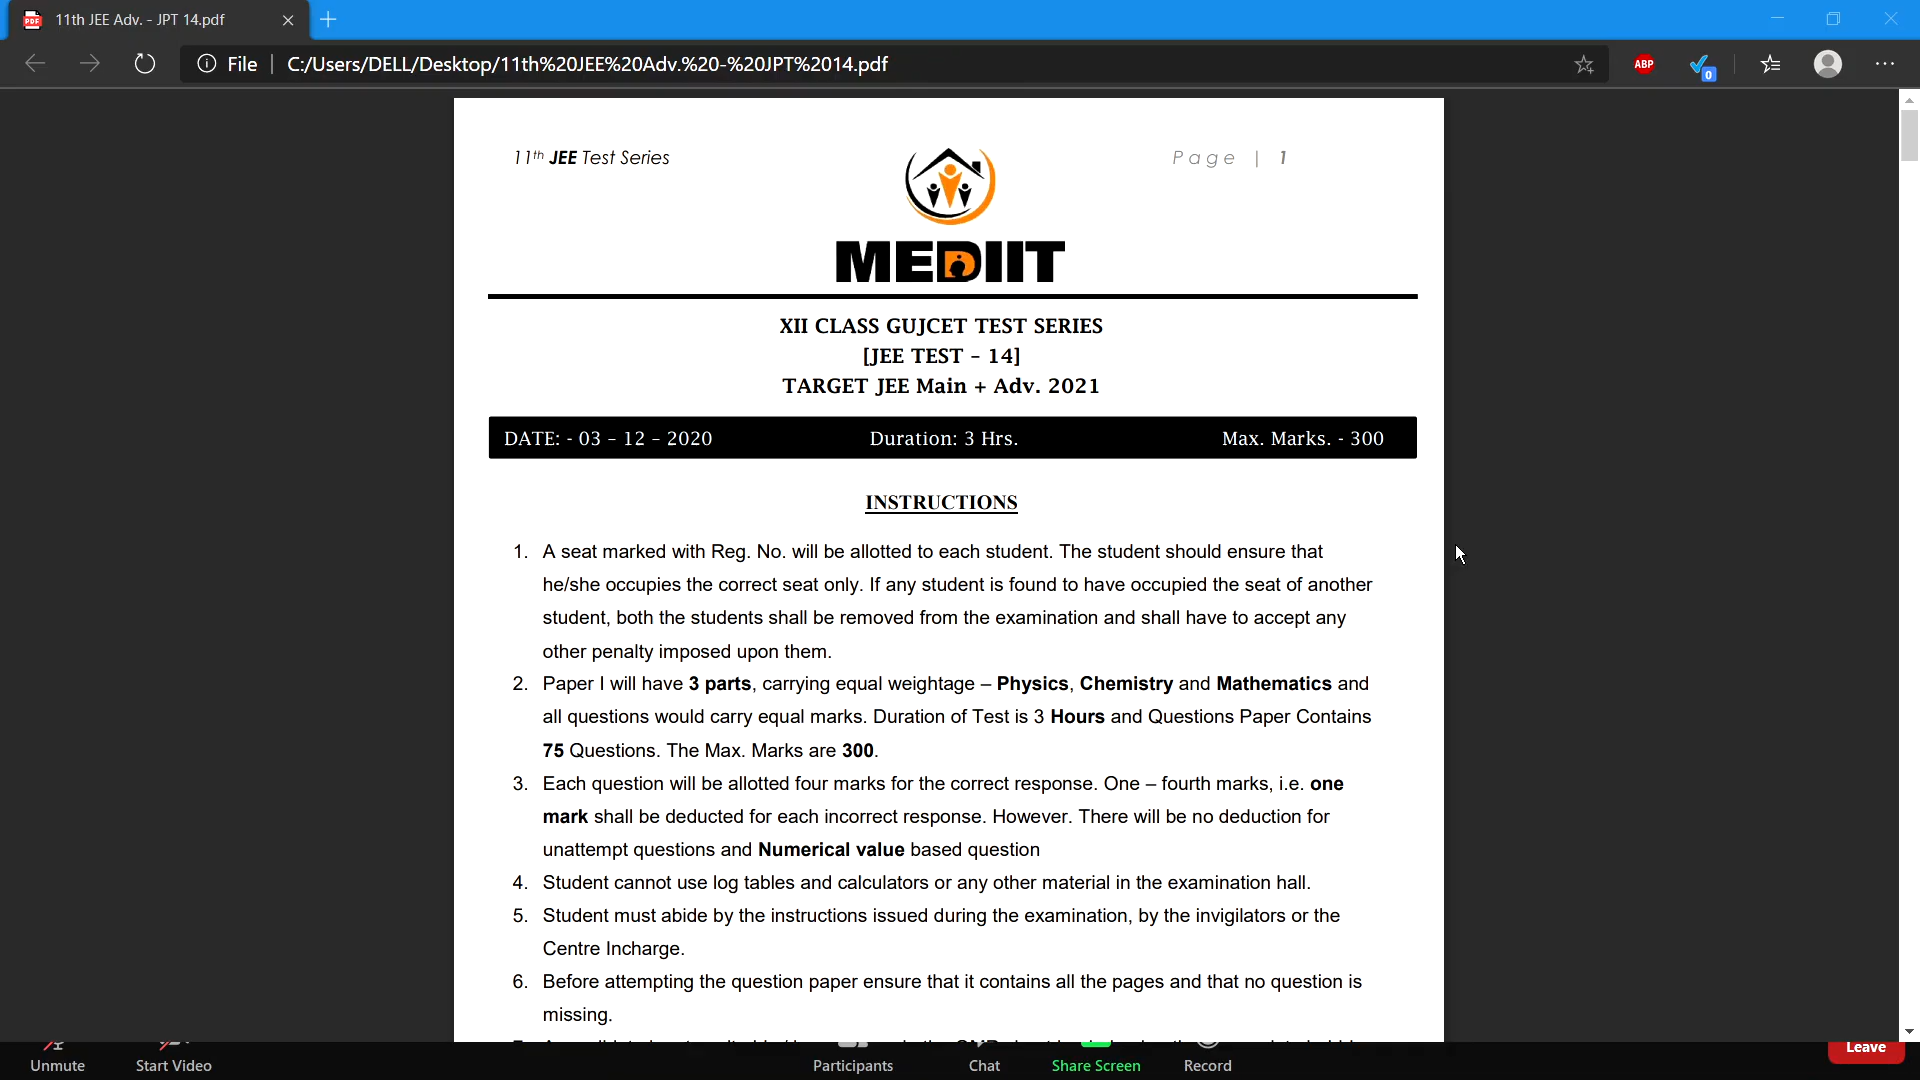 11th JEE Adv. - JPT 14.pdf
File | C:/Users/DELL/Desktop/11th%20JEE%20Adv.%20-%20JPT%2014.pdf
ABP
0
11th JEE Test Series
Page | 1
MEDIIT
XII CLASS GUJCET TEST SERIES
[JEE TEST – 14]
TARGET JEE Main + Adv. 2021
DATE: - 03 – 12 – 2020 Duration: 3 Hrs. Max. Marks. - 300
INSTRUCTIONS
1. A seat marked with Reg. No. will be allotted to each student. The student should ensure that
he/she occupies the correct seat only. If any student is found to have occupied the seat of another
student, both the students shall be removed from the examination and shall have to accept any
other penalty imposed upon them.
2. Paper I will have 3 parts, carrying equal weightage – Physics, Chemistry and Mathematics and
all questions would carry equal marks. Duration of Test is 3 Hours and Questions Paper Contains
75 Questions. The Max. Marks are 300.
3. Each question will be allotted four marks for the correct response. One – fourth marks, i.e. one
mark shall be deducted for each incorrect response. However. There will be no deduction for
unattempt questions and Numerical value based question
4. Student cannot use log tables and calculators or any other material in the examination hall.
5. Student must abide by the instructions issued during the examination, by the invigilators or the
Centre Incharge.
6. Before attempting the question paper ensure that it contains all the pages and that no question is
missing.
Unmute Start Video Participants Chat Share Screen Record Leave